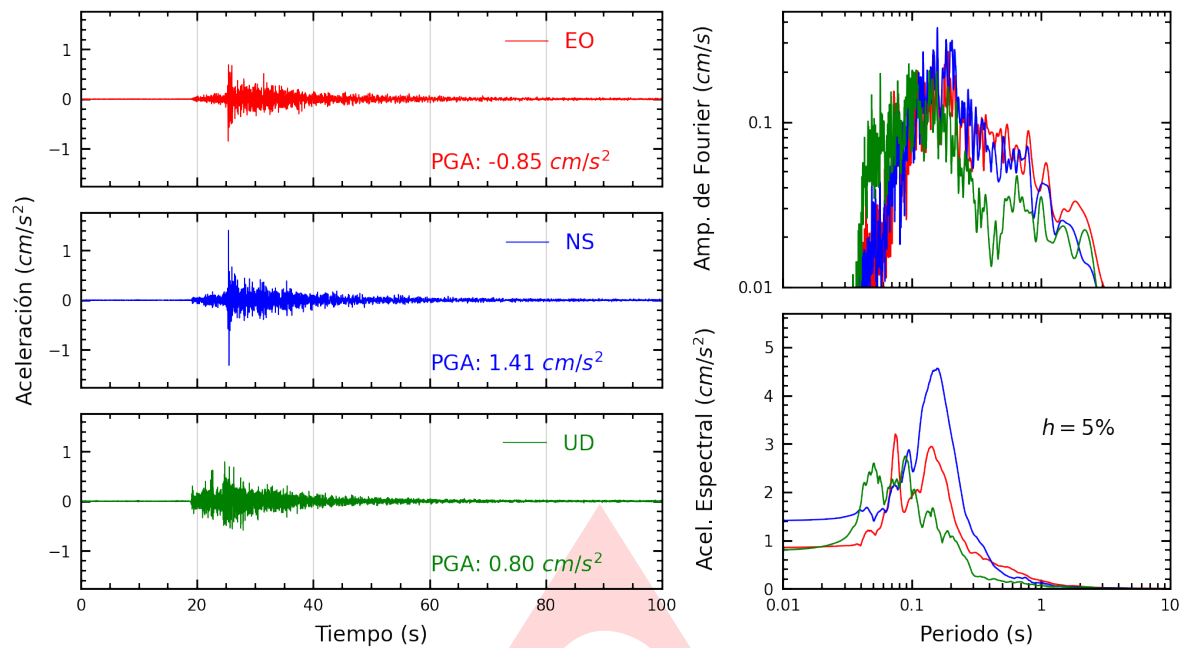 Aceleración (cm/s²)
1
0
−1
EO
PGA: -0.85 cm/s²
1
0
−1
NS
PGA: 1.41 cm/s²
1
0
−1
UD
PGA: 0.80 cm/s²
0 20 40 60 80 100
Tiempo (s)
Amp. de Fourier (cm/s)
0.1
0.01
Acel. Espectral (cm/s²)
5
4
3
2
1
0
h = 5%
0.01 0.1 1 10
Periodo (s)